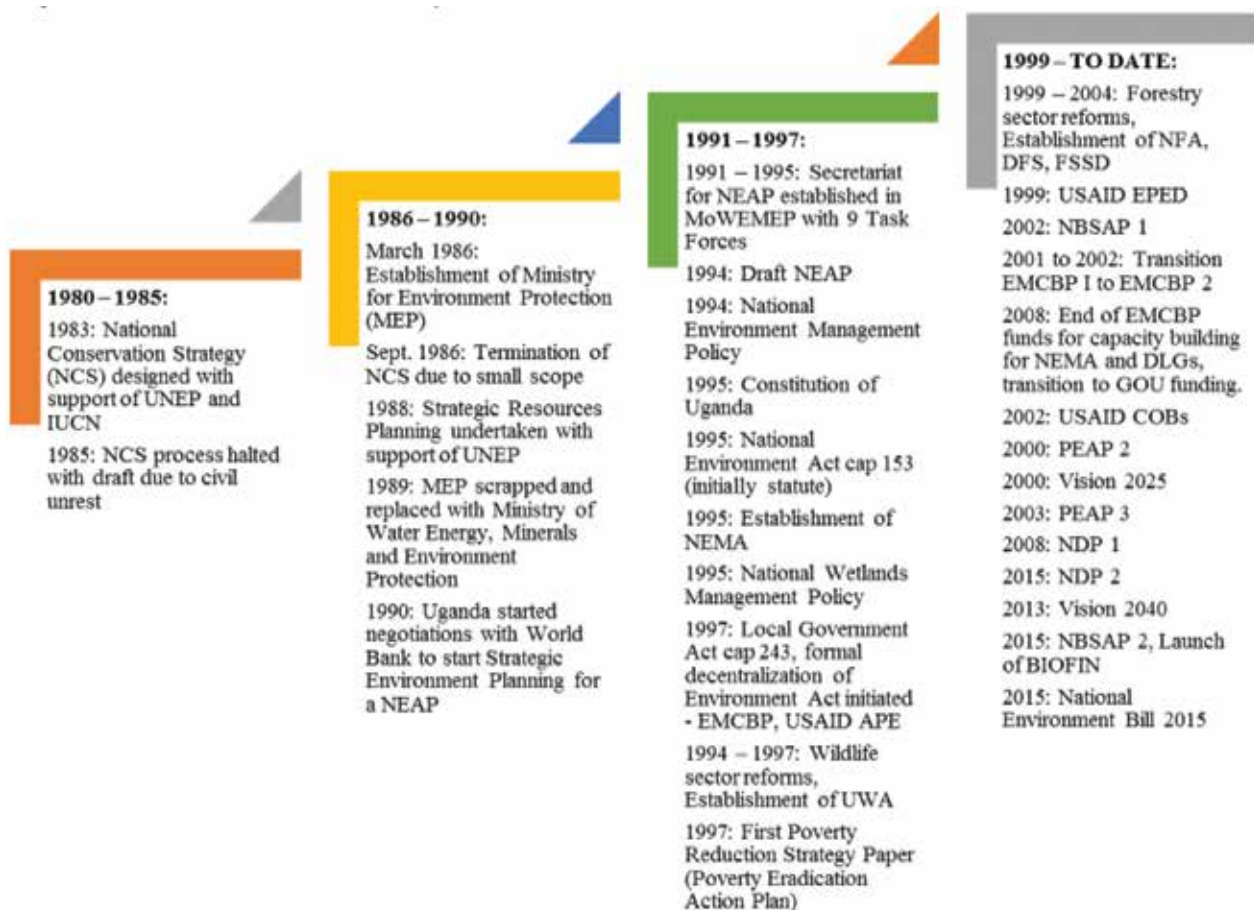 1980 – 1985:
1983: National
Conservation Strategy
(NCS) designed with
support of UNEP and
IUCN
1985: NCS process halted
with draft due to civil
unrest
1986 – 1990:
March 1986:
Establishment of Ministry
for Environment Protection
(MEP)
Sept. 1986: Termination of
NCS due to small scope
1988: Strategic Resources
Planning undertaken with
support of UNEP
1989: MEP scrapped and
replaced with Ministry of
Water Energy, Minerals
and Environment
Protection
1990: Uganda started
negotiations with World
Bank to start Strategic
Environment Planning for
a NEAP
1991 – 1997:
1991 – 1995: Secretariat
for NEAP established in
MoWEMEP with 9 Task
Forces
1994: Draft NEAP
1994: National
Environment Management
Policy
1995: Constitution of
Uganda
1995: National
Environment Act cap 153
(initially statute)
1995: Establishment of
NEMA
1995: National Wetlands
Management Policy
1997: Local Government
Act cap 243, formal
decentralization of
Environment Act initiated
- EMCBP, USAID APE
1994 – 1997: Wildlife
sector reforms,
Establishment of UWA
1997: First Poverty
Reduction Strategy Paper
(Poverty Eradication
Action Plan)
1999 – TO DATE:
1999 – 2004: Forestry
sector reforms,
Establishment of NFA,
DFS, FSSD
1999: USAID EPED
2002: NBSAP 1
2001 to 2002: Transition
EMCBP I to EMCBP 2
2008: End of EMCBP
funds for capacity building
for NEMA and DLGs,
transition to GOU funding.
2002: USAID COBs
2000: PEAP 2
2000: Vision 2025
2003: PEAP 3
2008: NDP 1
2015: NDP 2
2013: Vision 2040
2015: NBSAP 2, Launch
of BIOFIN
2015: National
Environment Bill 2015